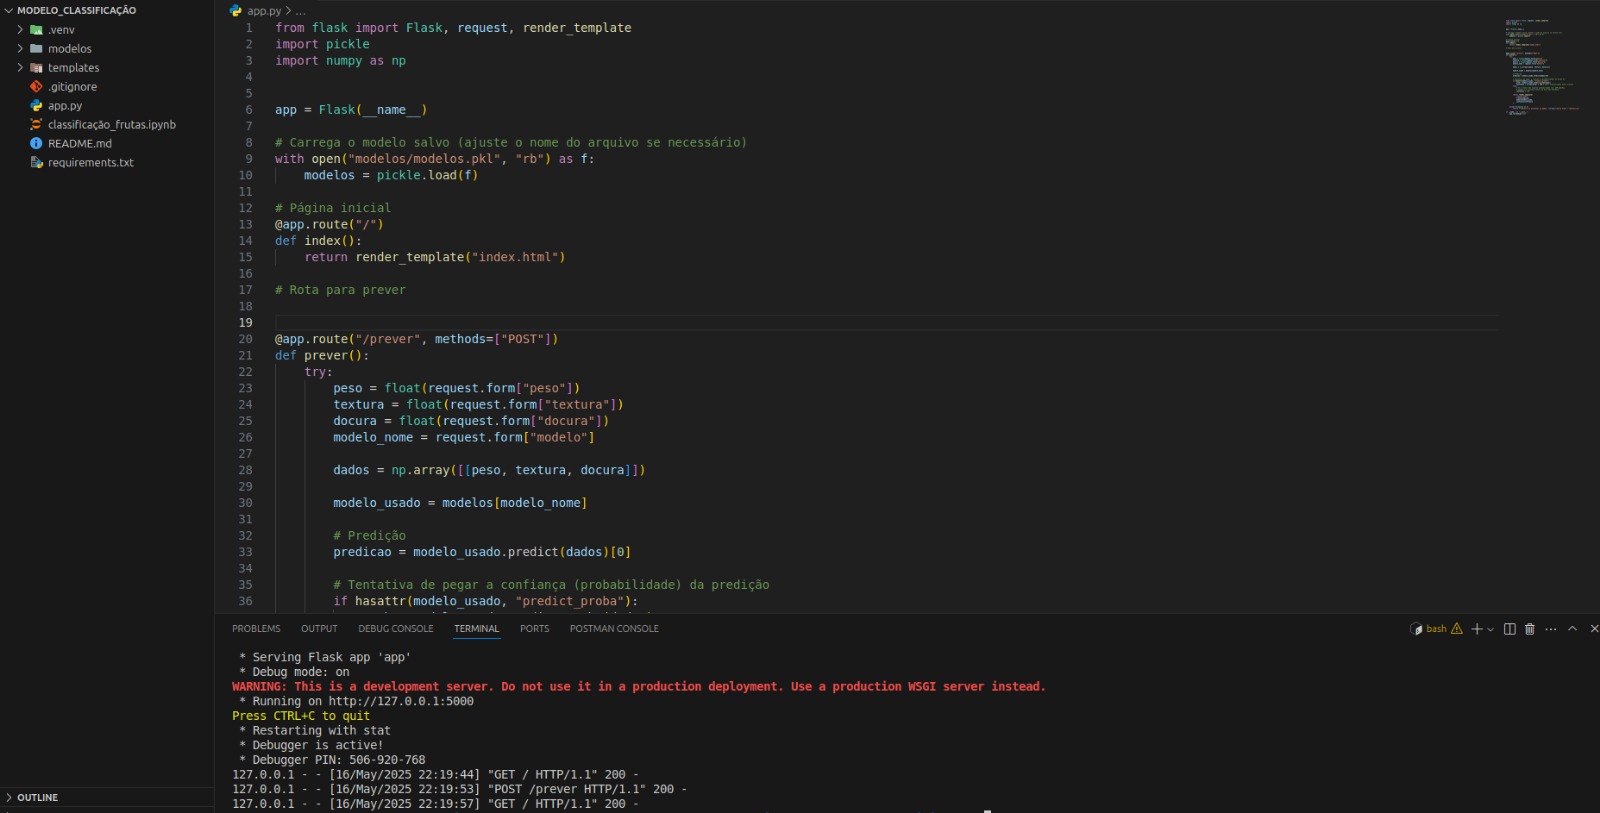 MODELO_CLASSIFICAÇÃO
.venv
modelos
templates
.gitignore
app.py
classificação_frutas.ipynb
README.md
requirements.txt
OUTLINE
app.py > ...
1 from flask import Flask, request, render_template
2 import pickle
3 import numpy as np
4
5
6 app = Flask(__name__)
7
8 # Carrega o modelo salvo (ajuste o nome do arquivo se necessário)
9 with open("modelos/modelos.pkl", "rb") as f:
10 modelos = pickle.load(f)
11
12 # Página inicial
13 @app.route("/")
14 def index():
15 return render_template("index.html")
16
17 # Rota para prever
18
19
20 @app.route("/prever", methods=["POST"])
21 def prever():
22 try:
23 peso = float(request.form["peso"])
24 textura = float(request.form["textura"])
25 docura = float(request.form["docura"])
26 modelo_nome = request.form["modelo"]
27
28 dados = np.array([[peso, textura, docura]])
29
30 modelo_usado = modelos[modelo_nome]
31
32 # Predição
33 predicao = modelo_usado.predict(dados)[0]
34
35 # Tentativa de pegar a confiança (probabilidade) da predição
36 if hasattr(modelo_usado, "predict_proba"):
PROBLEMS OUTPUT DEBUG CONSOLE TERMINAL PORTS POSTMAN CONSOLE
bash
* Serving Flask app 'app'
* Debug mode: on
WARNING: This is a development server. Do not use it in a production deployment. Use a production WSGI server instead.
* Running on http://127.0.0.1:5000
Press CTRL+C to quit
* Restarting with stat
* Debugger is active!
* Debugger PIN: 506-920-768
127.0.0.1 - - [16/May/2025 22:19:44] "GET / HTTP/1.1" 200 -
127.0.0.1 - - [16/May/2025 22:19:53] "POST /prever HTTP/1.1" 200 -
127.0.0.1 - - [16/May/2025 22:19:57] "GET / HTTP/1.1" 200 -